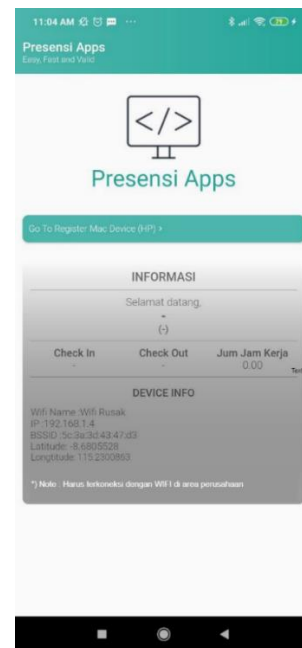 11:04 AM
Presensi Apps
Easy, Fast and Valid
</>
Presensi Apps
Go To Register Mac Device (HP) ›
INFORMASI
Selamat datang,
-
(-)
Check In Check Out Jum Jam Kerja
- - 0.00
DEVICE INFO
Wifi Name :Wifi Rusak
IP :192.168.1.4
BSSID :5c:3a:3d:43:47:d3
Latitude: -8,6805528
Longtitude: 115,2300863
*) Note : Harus terkoneksi dengan WIFI di area perusahaan